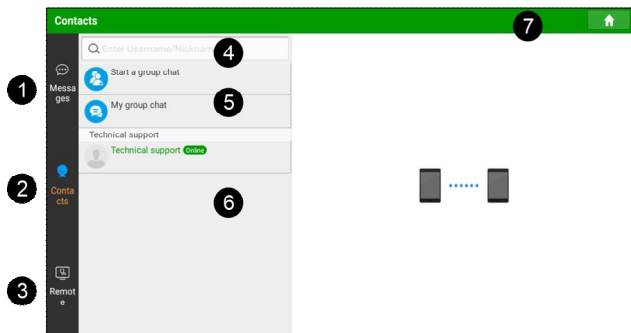 Contacts
7
Enter Username/Nickname
4
1
Messa
ges
Start a group chat
My group chat
5
Technical support
Technical support Online
2
Conta
cts
6
3
Remot
e